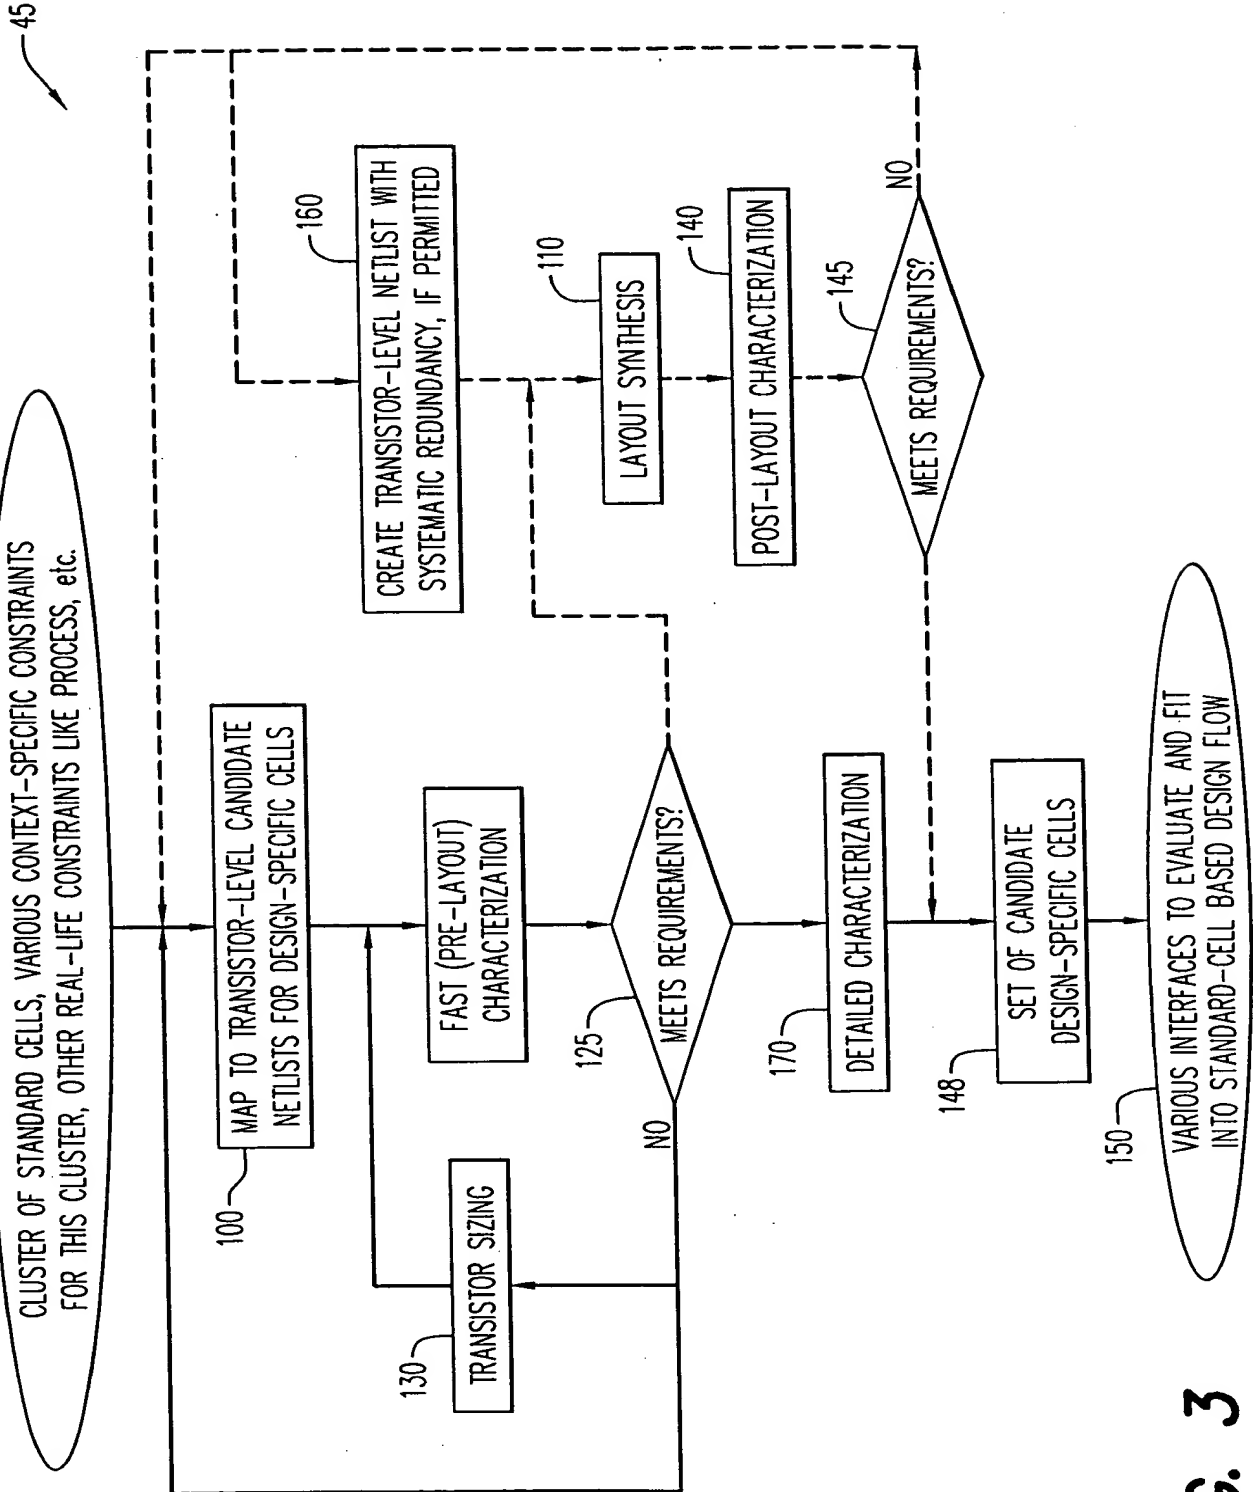 45
CLUSTER OF STANDARD CELLS, VARIOUS CONTEXT-SPECIFIC CONSTRAINTS
FOR THIS CLUSTER, OTHER REAL-LIFE CONSTRAINTS LIKE PROCESS, etc.
100
MAP TO TRANSISTOR-LEVEL CANDIDATE
NETLISTS FOR DESIGN-SPECIFIC CELLS
160
CREATE TRANSISTOR-LEVEL NETLIST WITH
SYSTEMATIC REDUNDANCY, IF PERMITTED
130
TRANSISTOR SIZING
FAST (PRE-LAYOUT)
CHARACTERIZATION
110
LAYOUT SYNTHESIS
125
MEETS REQUIREMENTS?
NO
140
POST-LAYOUT CHARACTERIZATION
145
MEETS REQUIREMENTS?
NO
170
DETAILED CHARACTERIZATION
148
SET OF CANDIDATE
DESIGN-SPECIFIC CELLS
150
VARIOUS INTERFACES TO EVALUATE AND FIT
INTO STANDARD-CELL BASED DESIGN FLOW
G. 3